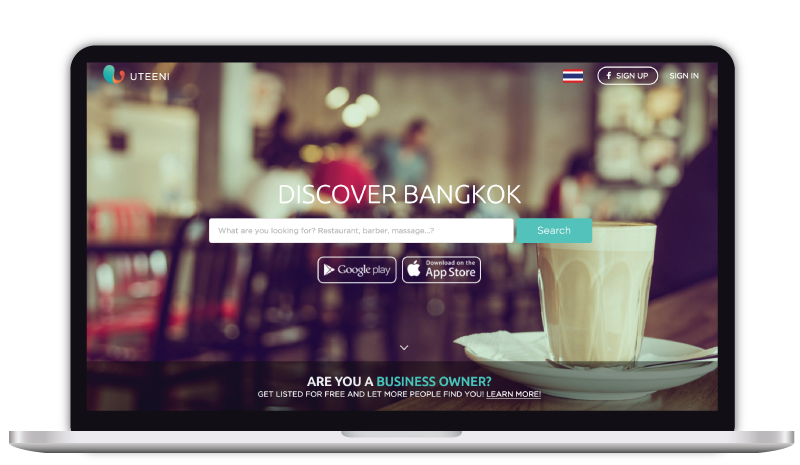 UTEENI
f SIGN UP
SIGN IN
DISCOVER BANGKOK
What are you looking for? Restaurant, barber, massage...?
Search
Google play
Download on the
App Store
ARE YOU A BUSINESS OWNER?
GET LISTED FOR FREE AND LET MORE PEOPLE FIND YOU! LEARN MORE!